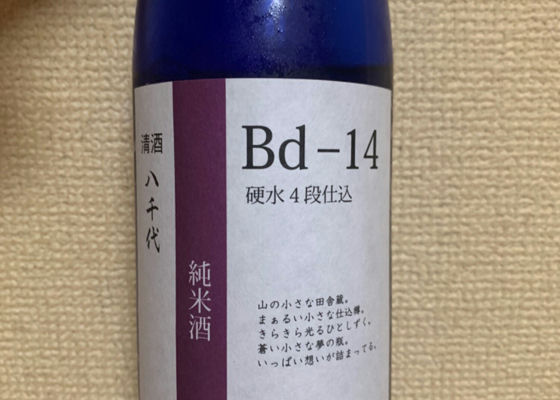 清酒 八千代
純米酒
Bd-14
硬水4段仕込
山の小さな田舎蔵。
まぁるい小さな仕込樽。
きらきら光るひとしずく。
蒼い小さな夢の瓶。
いっぱい想いが詰まってる。